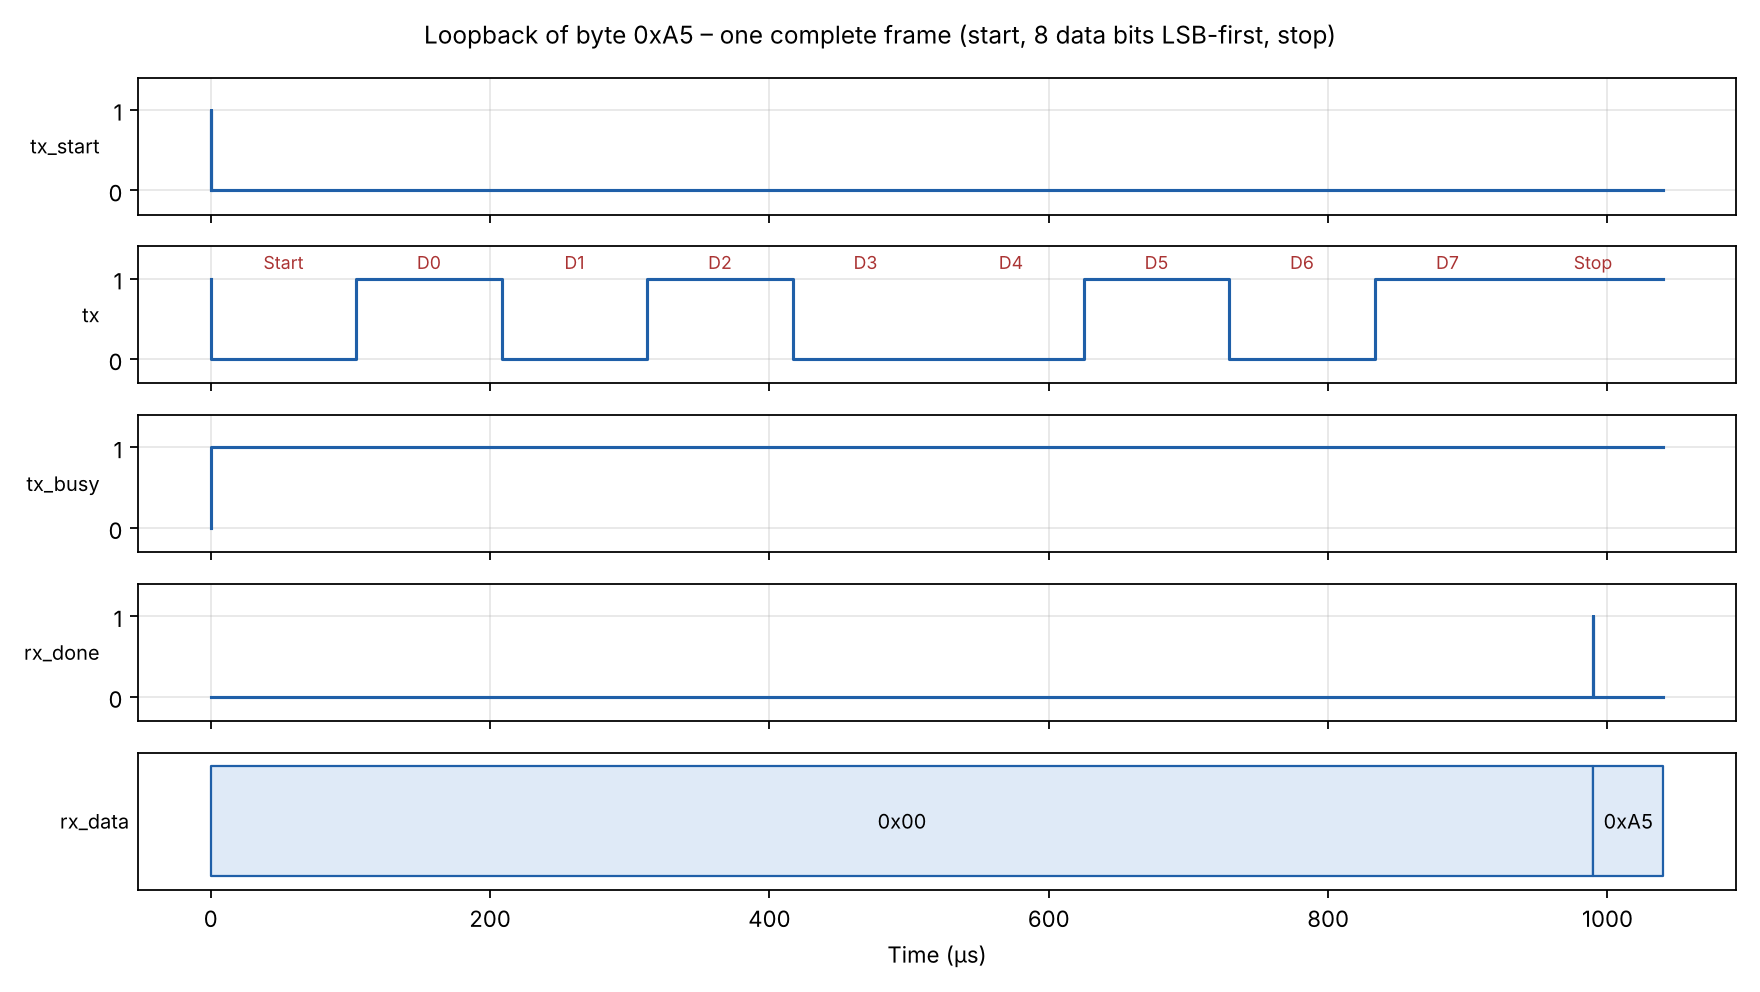 Loopback of byte 0xA5 – one complete frame (start, 8 data bits LSB-first, stop)
1
tx_start
0
Start D0 D1 D2 D3 D4 D5 D6 D7 Stop
1
tx
0
1
tx_busy
0
1
rx_done
0
rx_data 0x00 0xA5
0 200 400 600 800 1000
Time (µs)